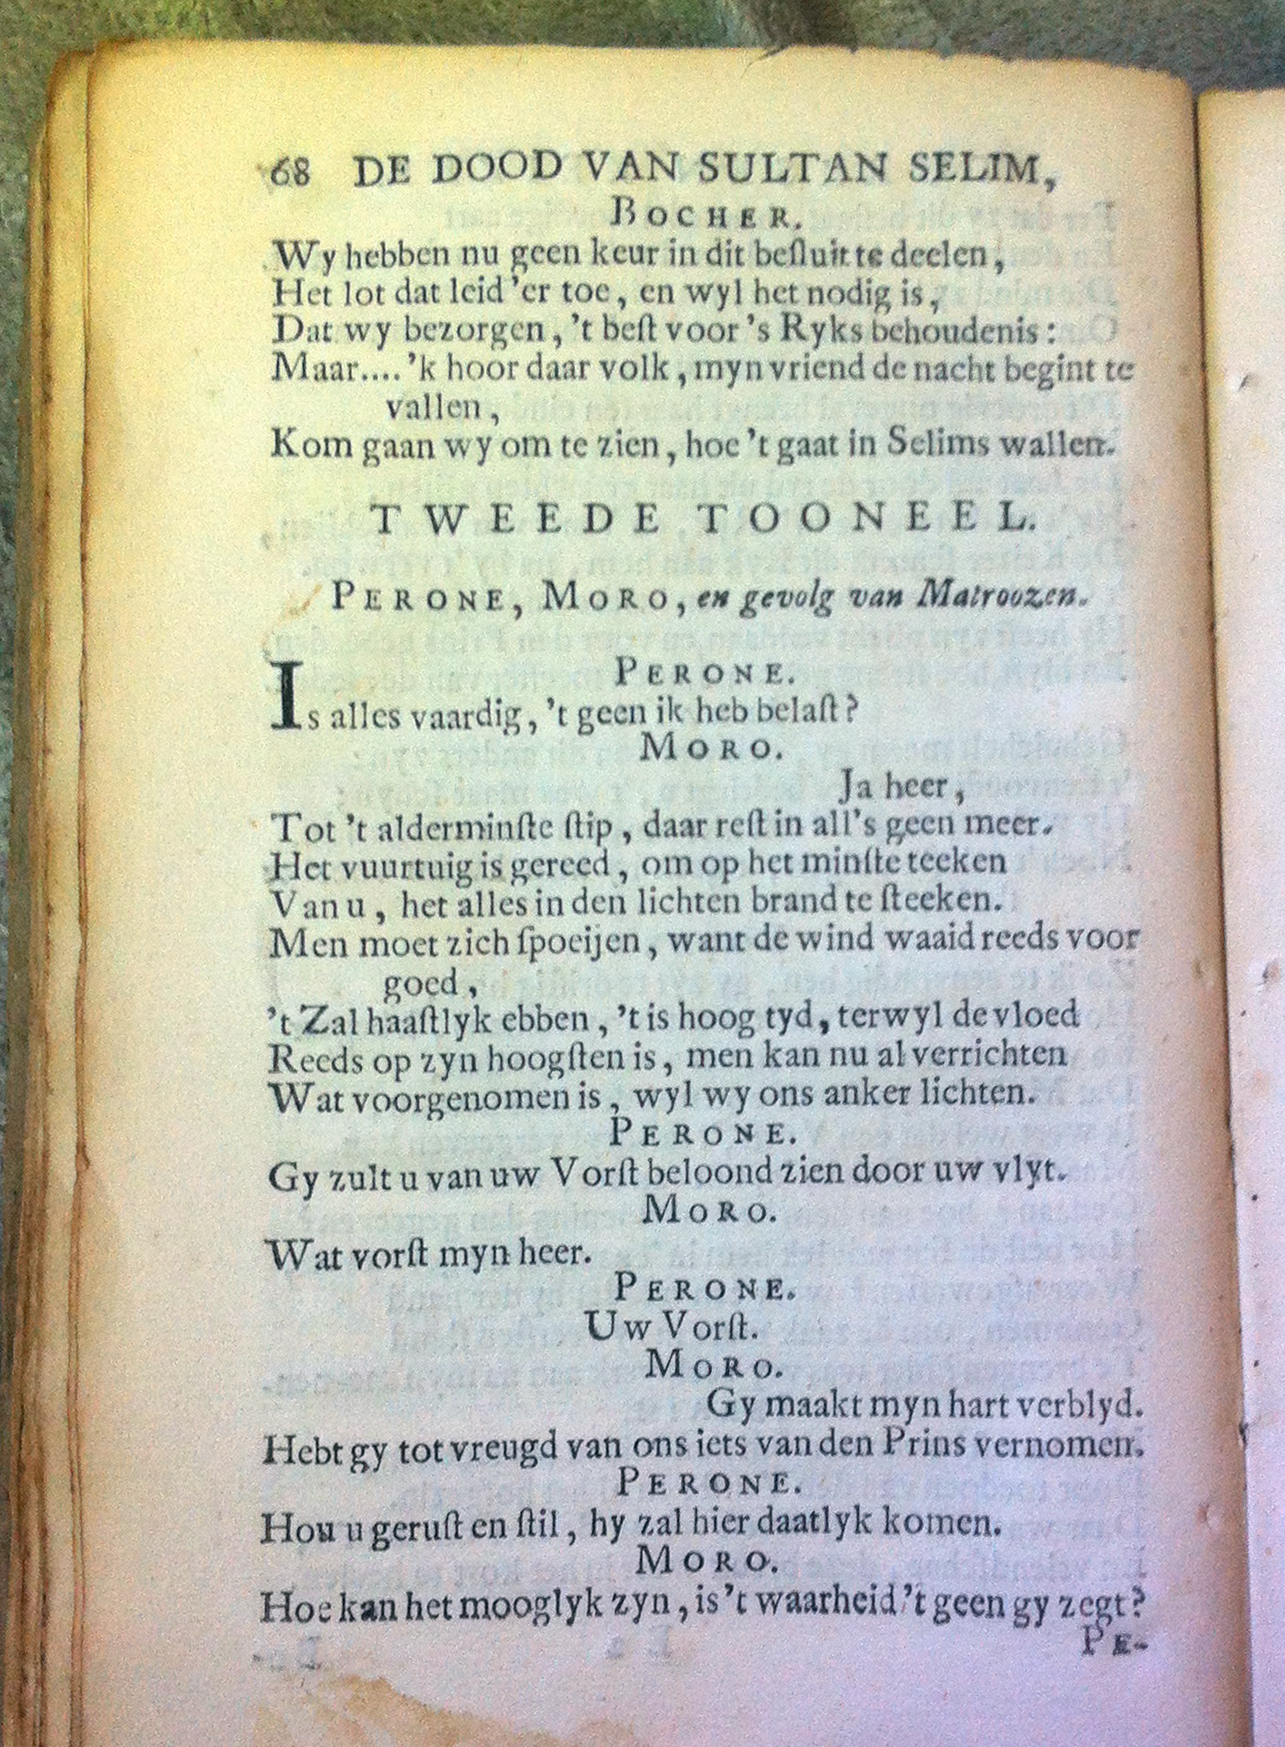 68 DE DOOD VAN SULTAN SELIM,
BOCHER.
Wy hebben nu geen keur in dit beſluit te deelen,
Het lot dat leid 'er toe, en wyl het nodig is,
Dat wy bezorgen, 't beſt voor 's Ryks behoudenis:
Maar.... 'k hoor daar volk, myn vriend de nacht begint te
vallen,
Kom gaan wy om te zien, hoe 't gaat in Selims wallen.
TWEEDE TOONEEL.
PERONE, MORO, en gevolg van Matroozen.
PERONE.
Is alles vaardig, 't geen ik heb belaſt?
MORO.
Ja heer,
Tot 't alderminſte ſtip, daar reſt in all's geen meer.
Het vuurtuig is gereed, om op het minſte teeken
Van u, het alles in den lichten brand te ſteeken.
Men moet zich ſpoeijen, want de wind waaid reeds voor
goed,
't Zal haaſtlyk ebben, 't is hoog tyd, terwyl de vloed
Reeds op zyn hoogſten is, men kan nu al verrichten
Wat voorgenomen is, wyl wy ons anker lichten.
PERONE.
Gy zult u van uw Vorſt beloond zien door uw vlyt.
MORO.
Wat vorſt myn heer.
PERONE.
Uw Vorſt.
MORO.
Gy maakt myn hart verblyd.
Hebt gy tot vreugd van ons iets van den Prins vernomen.
PERONE.
Hou u geruſt en ſtil, hy zal hier daatlyk komen.
MORO.
Hoe kan het mooglyk zyn, is 't waarheid 't geen gy zegt?
PE-